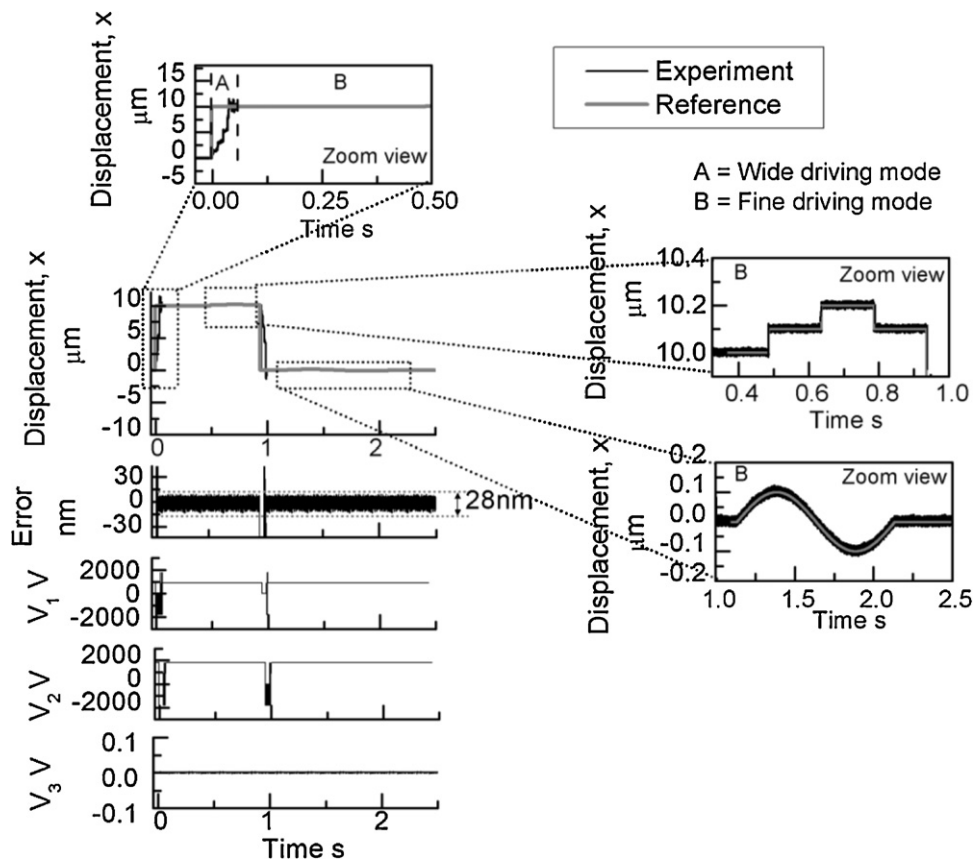 Displacement, x
μm
15
10
5
0
-5
A
B
Zoom view
0.00
0.25
0.50
Time s
Experiment
Reference
A = Wide driving mode
B = Fine driving mode
Displacement, x
μm
10
5
0
-5
-10
0
1
2
Displacement, x
μm
10.4
10.2
10.0
B
Zoom view
0.4
0.6
0.8
1.0
Time s
Displacement, x
μm
0.2
0.1
0.0
-0.1
-0.2
B
Zoom view
1.0
1.5
2.0
2.5
Time s
Error
nm
30
0
-30
28nm
V1 V
2000
0
-2000
V2 V
2000
0
-2000
V3 V
0.1
0.0
-0.1
0
1
2
Time s